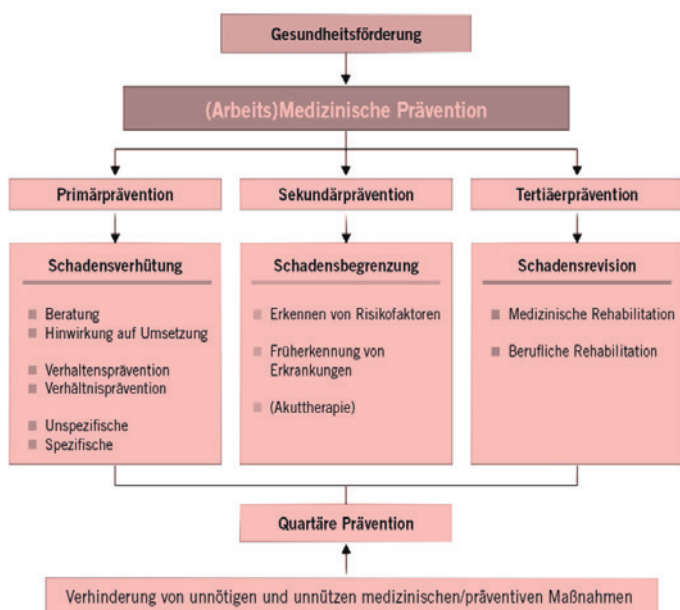 Gesundheitsförderung
(Arbeits)Medizinische Prävention
Primärprävention
Sekundärprävention
Tertiäerprävention
Schadensverhütung
Beratung
Hinwirkung auf Umsetzung
Verhaltensprävention
Verhältnisprävention
Unspezifische
Spezifische
Schadensbegrenzung
Erkennen von Risikofaktoren
Früherkennung von
Erkrankungen
(Akuttherapie)
Schadensrevision
Medizinische Rehabilitation
Berufliche Rehabilitation
Quartäre Prävention
Verhinderung von unnötigen und unnützen medizinischen/präventiven Maßnahmen